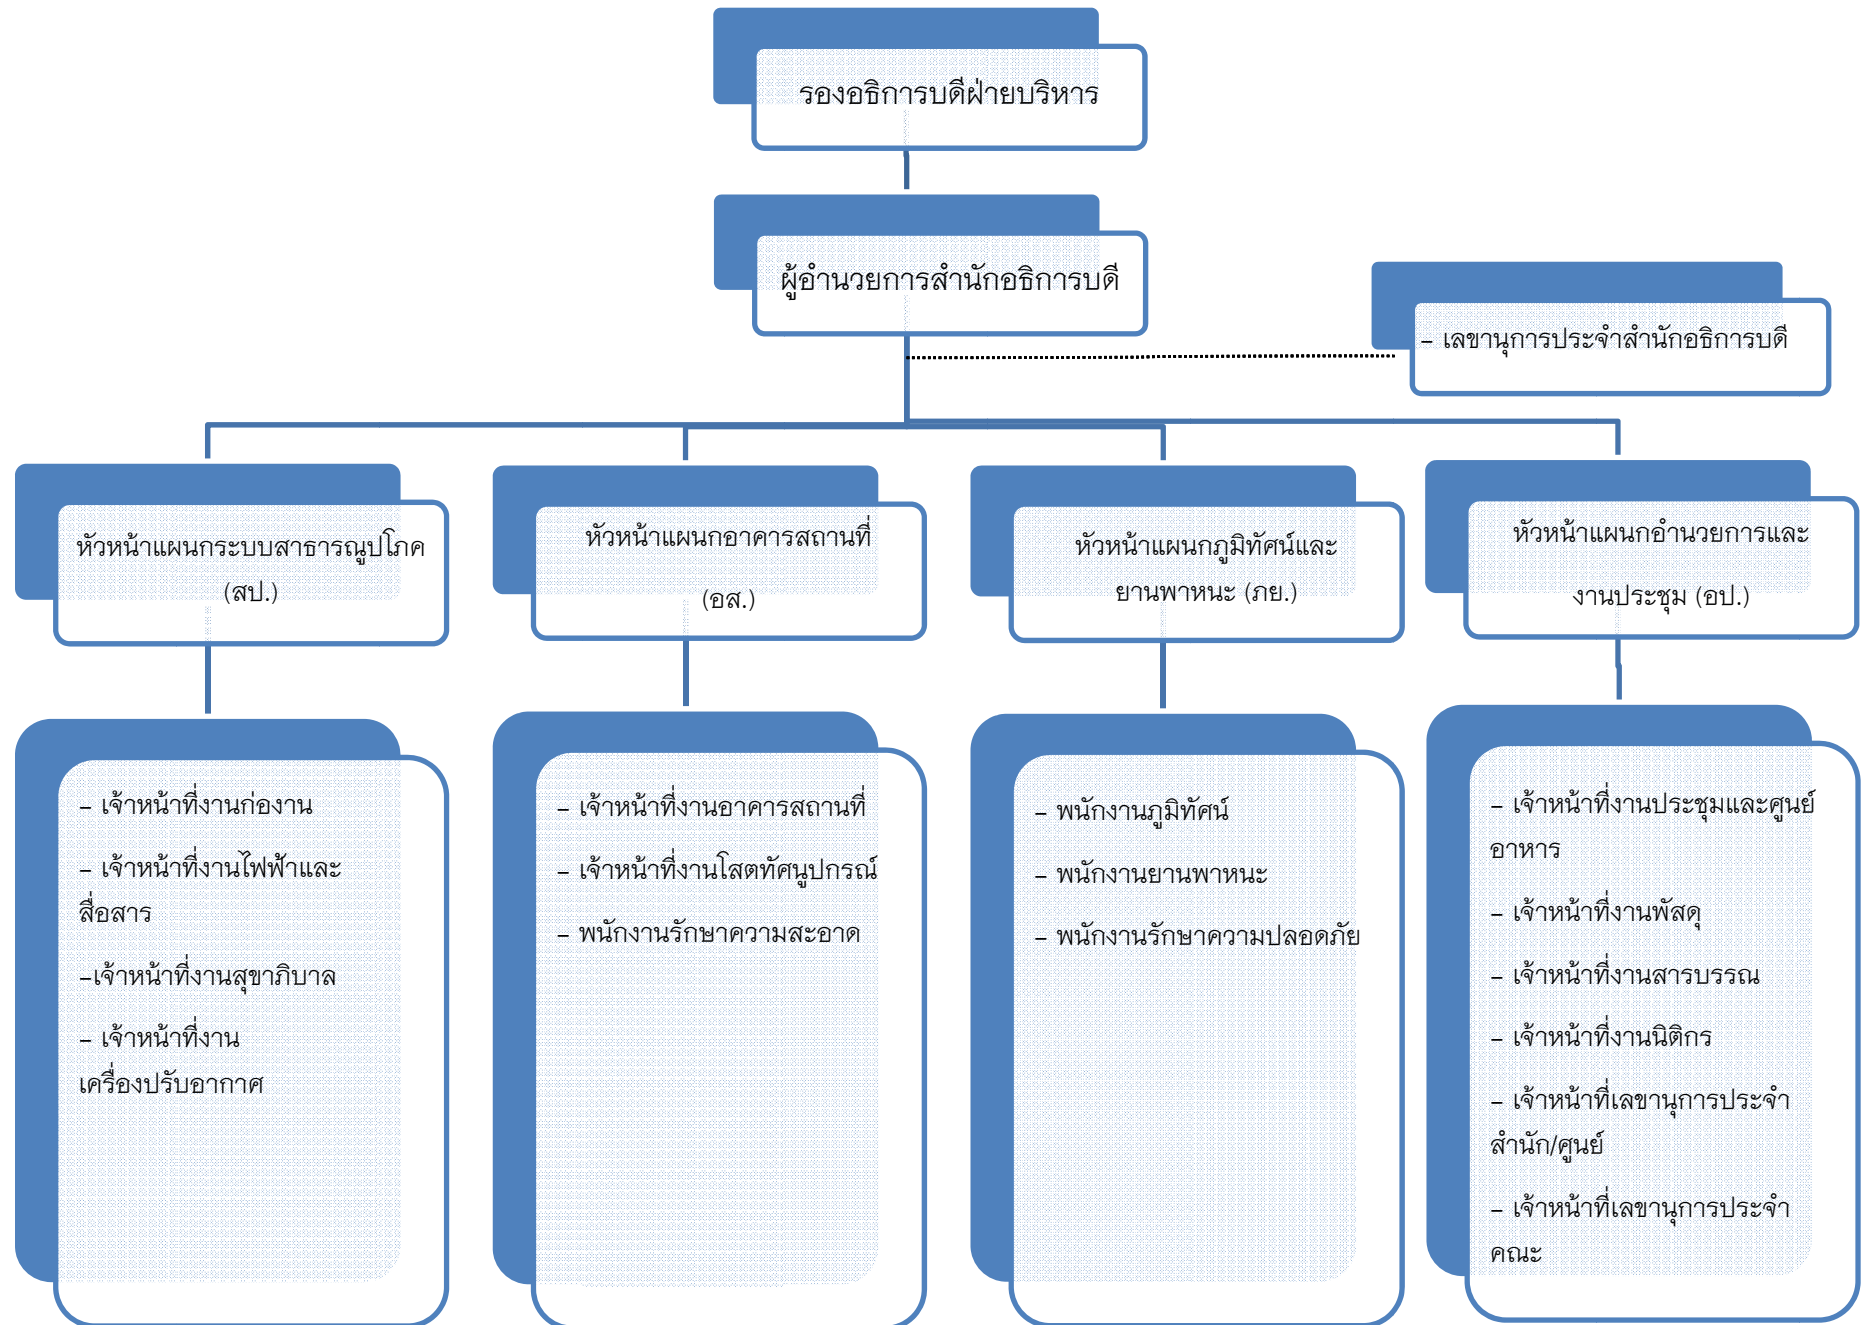 รองอธิการบดีฝ่ายบริหาร
ผู้อำนวยการสำนักอธิการบดี
– เลขานุการประจำสำนักอธิการบดี
หัวหน้าแผนกระบบสาธารณูปโภค
(สป.)
หัวหน้าแผนกอาคารสถานที่
(อส.)
หัวหน้าแผนกภูมิทัศน์และ
ยานพาหนะ (ภย.)
หัวหน้าแผนกอำนวยการและ
งานประชุม (อป.)
– เจ้าหน้าที่งานก่องาน
– เจ้าหน้าที่งานไฟฟ้าและ
สื่อสาร
–เจ้าหน้าที่งานสุขาภิบาล
– เจ้าหน้าที่งาน
เครื่องปรับอากาศ
– เจ้าหน้าที่งานอาคารสถานที่
– เจ้าหน้าที่งานโสตทัศนูปกรณ์
– พนักงานรักษาความสะอาด
– พนักงานภูมิทัศน์
– พนักงานยานพาหนะ
– พนักงานรักษาความปลอดภัย
– เจ้าหน้าที่งานประชุมและศูนย์
อาหาร
– เจ้าหน้าที่งานพัสดุ
– เจ้าหน้าที่งานสารบรรณ
– เจ้าหน้าที่งานนิติกร
– เจ้าหน้าที่เลขานุการประจำ
สำนัก/ศูนย์
– เจ้าหน้าที่เลขานุการประจำ
คณะ